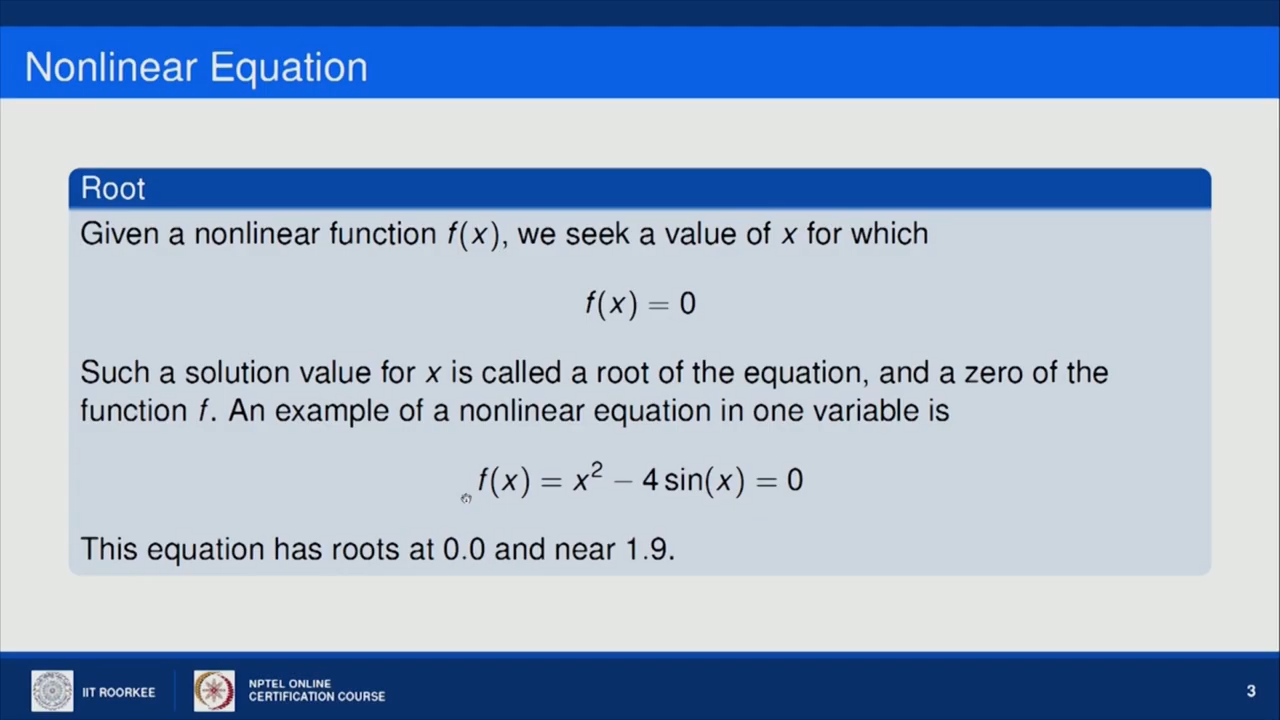 Nonlinear Equation
Root
Given a nonlinear function f(x), we seek a value of x for which
f(x) = 0
Such a solution value for x is called a root of the equation, and a zero of the
function f. An example of a nonlinear equation in one variable is
f(x) = x² − 4 sin(x) = 0
This equation has roots at 0.0 and near 1.9.
IIT ROORKEE
NPTEL ONLINE
CERTIFICATION COURSE
3